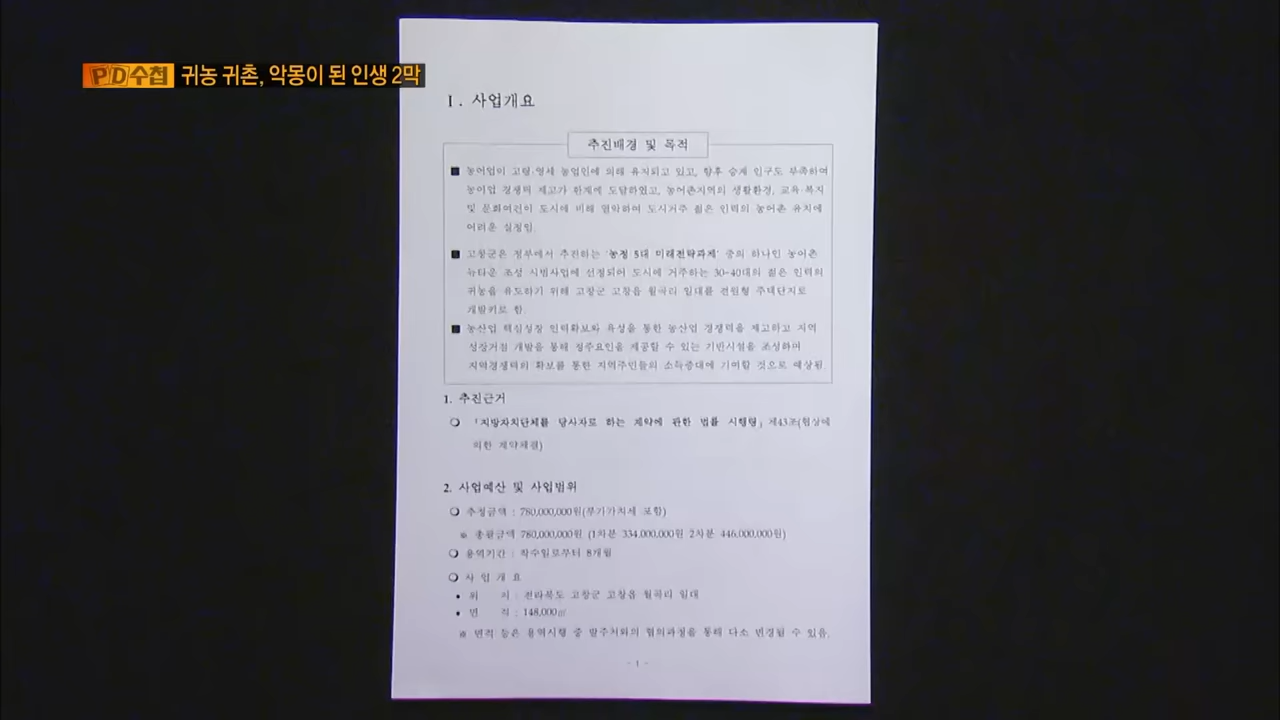 PD수첩 귀농 귀촌, 악몽이 된 인생 2막
I. 사업개요
추진배경 및 목적
■ 농어업이 고령·영세 농업인에 의해 유지되고 있고, 향후 승계 인구도 부족하여
농어업 경쟁력 제고가 한계에 도달하였고, 농어촌지역의 생활환경, 교육·복지
및 문화여건이 도시에 비해 열악하여 도시거주 젊은 인력의 농어촌 유치에
어려운 실정임.
■ 고창군은 정부에서 추진하는 '농정 5대 미래전략과제' 중의 하나인 농어촌
뉴타운 조성 시범사업에 선정되어 도시에 거주하는 30~40대의 젊은 인력의
귀농을 유도하기 위해 고창군 고창읍 월곡리 일대를 전원형 주택단지로
개발키로 함.
■ 농산업 핵심성장 인력확보와 육성을 통한 농산업 경쟁력을 제고하고 지역
성장거점 개발을 통해 정주요인을 제공할 수 있는 기반시설을 조성하며
지역경쟁력의 확보를 통한 지역주민들의 소득증대에 기여할 것으로 예상됨.
1. 추진근거
○ 「지방자치단체를 당사자로 하는 계약에 관한 법률 시행령」 제43조(협상에
의한 계약체결)
2. 사업예산 및 사업범위
○ 추정금액 : 780,000,000원(부가가치세 포함)
※ 총괄금액 780,000,000원 (1차분 334,000,000원 2차분 446,000,000원)
○ 용역기간 : 착수일로부터 8개월
○ 사 업 개 요
• 위 치 : 전라북도 고창군 고창읍 월곡리 일대
• 면 적 : 148,000㎡
※ 면적 등은 용역시행 중 발주처와의 협의과정을 통해 다소 변경될 수 있음.
- 1 -